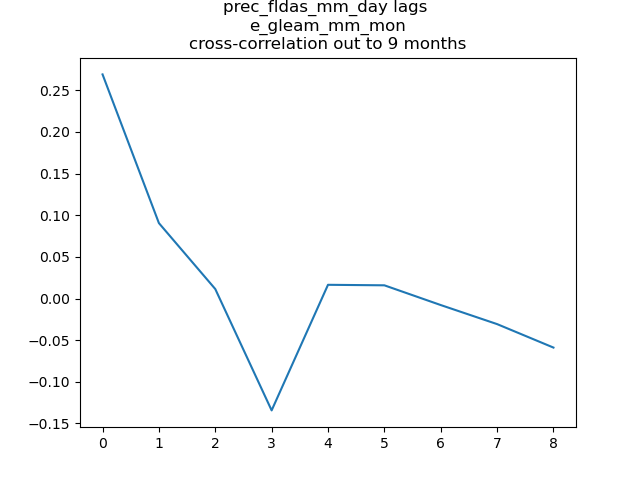 prec_fldas_mm_day lags
e_gleam_mm_mon
cross-correlation out to 9 months
0.25
0.20
0.15
0.10
0.05
0.00
−0.05
−0.10
−0.15
0 1 2 3 4 5 6 7 8